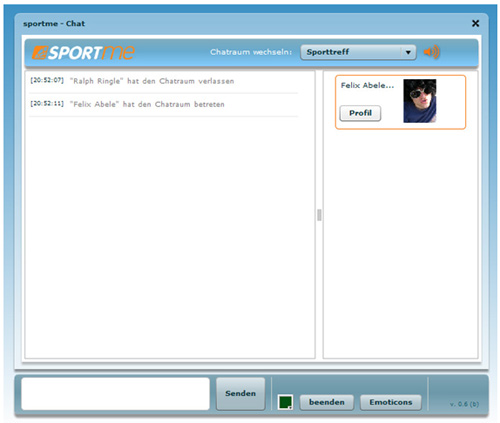 sportme - Chat
SPORTme
Chatraum wechseln: Sporttreff
[20:52:07] "Ralph Ringle" hat den Chatraum verlassen
[20:52:11] "Felix Abele" hat den Chatraum betreten
Felix Abele...
Profil
Senden
beenden
Emoticons
v. 0.6 (b)